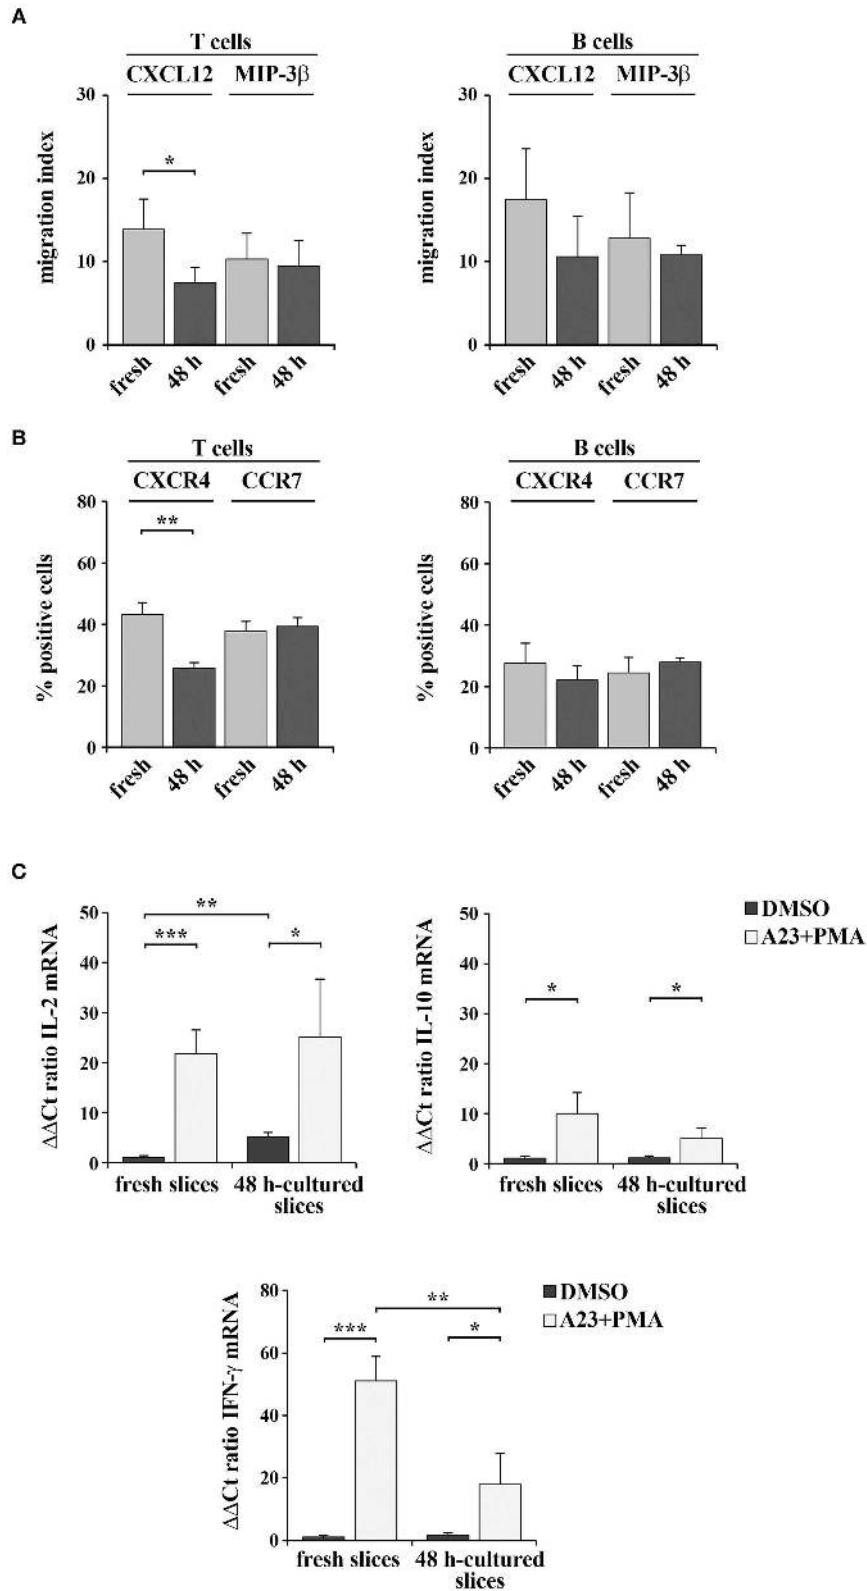 A
T cells
CXCL12 MIP-3β
migration index
30
20
10
0
*
fresh 48 h fresh 48 h
B cells
CXCL12 MIP-3β
migration index
30
20
10
0
fresh 48 h fresh 48 h
B
T cells
CXCR4 CCR7
% positive cells
80
60
40
20
0
**
fresh 48 h fresh 48 h
B cells
CXCR4 CCR7
% positive cells
80
60
40
20
0
fresh 48 h fresh 48 h
C
ΔΔCt ratio IL-2 mRNA
50
40
30
20
10
0
**
*** *
fresh slices 48 h-cultured
slices
ΔΔCt ratio IL-10 mRNA
50
40
30
20
10
0
* *
fresh slices 48 h-cultured
slices
DMSO
A23+PMA
ΔΔCt ratio IFN-γ mRNA
80
60
40
20
0
**
*** *
fresh slices 48 h-cultured
slices
DMSO
A23+PMA